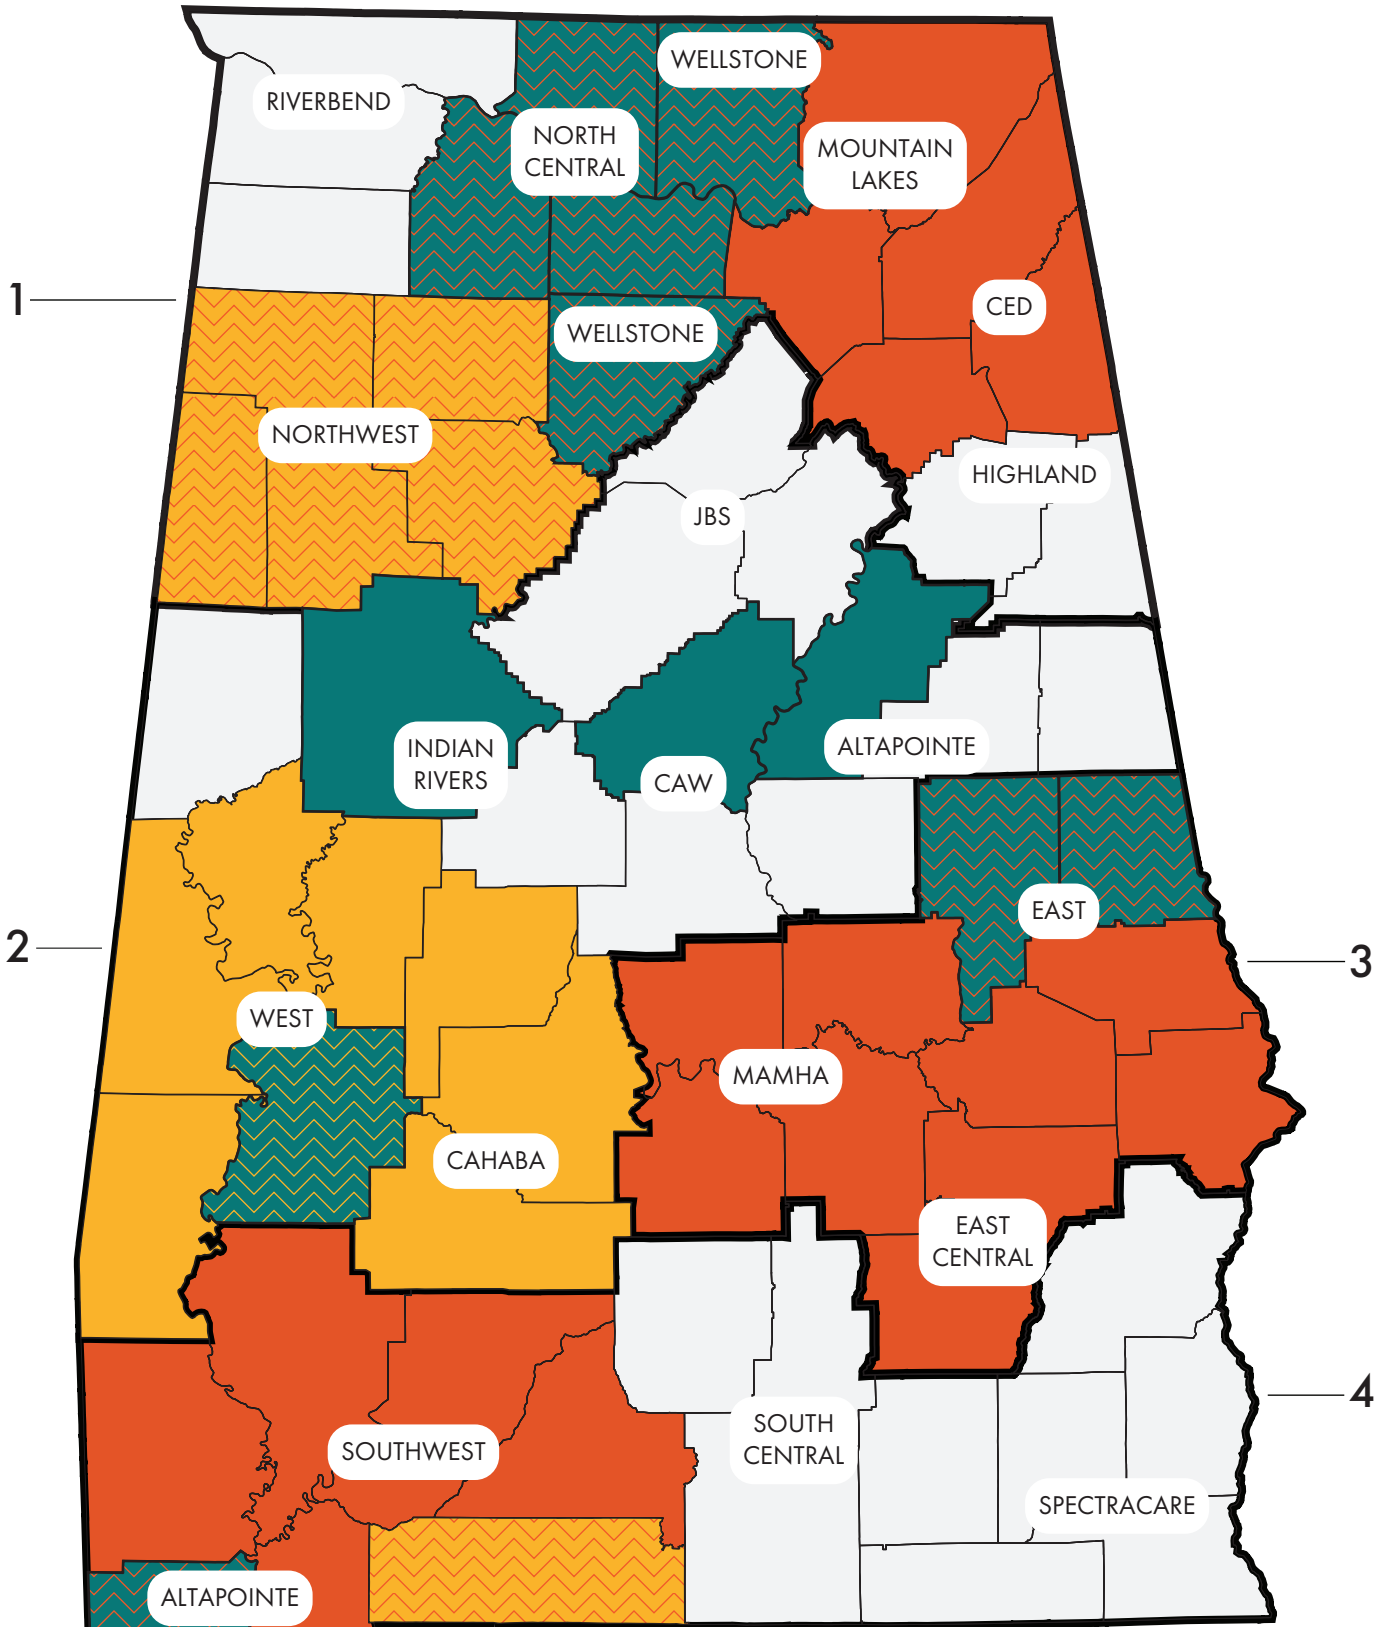 WELLSTONE
RIVERBEND
NORTH
CENTRAL
MOUNTAIN
LAKES
1
CED
WELLSTONE
NORTHWEST
HIGHLAND
JBS
INDIAN
RIVERS
ALTAPOINTE
CAW
EAST
2
3
WEST
MAMHA
CAHABA
EAST
CENTRAL
4
SOUTHWEST
SOUTH
CENTRAL
SPECTRACARE
ALTAPOINTE